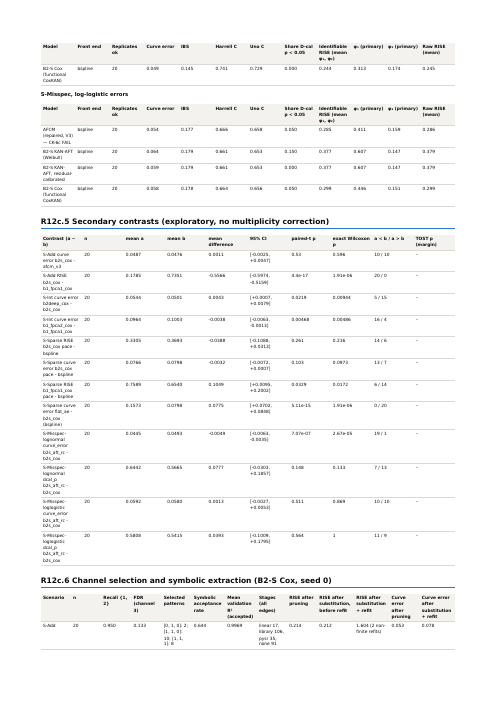 Model Front end Replicates ok Curve error IBS Harrell C Uno C Share D-cal p < 0.05 Identifiable RISE (mean φ₁, φ₂) φ₁ (primary) φ₂ (primary) Raw RISE (mean)
B2-S Cox (functional CoxKAN) bspline 20 0.049 0.145 0.741 0.729 0.000 0.244 0.313 0.174 0.245
S-Misspec, log-logistic errors
Model Front end Replicates ok Curve error IBS Harrell C Uno C Share D-cal p < 0.05 Identifiable RISE (mean φ₁, φ₂) φ₁ (primary) φ₂ (primary) Raw RISE (mean)
AFCM (repaired, V3) — CK-6c FAIL bspline 20 0.054 0.177 0.666 0.658 0.050 0.285 0.411 0.159 0.286
B2-S KAN-AFT (Weibull) bspline 20 0.064 0.179 0.661 0.653 0.150 0.377 0.607 0.147 0.379
B2-S KAN-AFT, residue calibrated bspline 20 0.059 0.179 0.661 0.653 0.100 0.377 0.607 0.147 0.379
B2-S Cox (functional CoxKAN) bspline 20 0.058 0.178 0.664 0.656 0.050 0.299 0.446 0.151 0.299
R12c.5 Secondary contrasts (exploratory, no multiplicity correction)
Contrast (a − b) n mean a mean b mean difference 95% CI paired-t p exact Wilcoxon p a < b / a > b TOST p (margin)
S-Add curve error b2s_cox - afcm_v3 20 0.0487 0.0476 0.0011 [-0.0025, +0.0047] 0.53 0.596 10 / 10 –
S-Add RISE b2s_cox - b1_fpca1_cox 20 0.1785 0.7351 -0.5566 [-0.5974, -0.5159] 4.4e-17 1.91e-06 20 / 0 –
S-Int curve error b2deep_cox - b2s_cox 20 0.0544 0.0501 0.0043 [+0.0007, +0.0079] 0.0219 0.00944 5 / 15 –
S-Int curve error b1_fpca2_cox - b1_fpca1_cox 20 0.0964 0.1003 -0.0038 [-0.0063, -0.0013] 0.00468 0.00486 16 / 4 –
S-Sparse RISE b2s_cox pace - bspline 20 0.3305 0.3693 -0.0388 [-0.1088, +0.0313] 0.261 0.216 14 / 6 –
S-Sparse curve error b2s_cox pace - bspline 20 0.0766 0.0798 -0.0032 [-0.0072, +0.0007] 0.103 0.0973 13 / 7 –
S-Sparse RISE b1_fpca1_cox pace - bspline 20 0.7589 0.6540 0.1049 [+0.0095, +0.2002] 0.0329 0.0172 6 / 14 –
S-Sparse curve error flat_ae - b2s_cox (bspline) 20 0.1573 0.0798 0.0775 [+0.0702, +0.0848] 5.11e-15 1.91e-06 0 / 20 –
S-Misspec-lognormal curve_error b2s_aft_rc - b2s_cox 20 0.0445 0.0493 -0.0049 [-0.0063, -0.0035] 7.07e-07 2.67e-05 19 / 1 –
S-Misspec-lognormal dcal_p b2s_aft_rc - b2s_cox 20 0.6442 0.5665 0.0777 [-0.0303, +0.1857] 0.148 0.133 7 / 13 –
S-Misspec-loglogistic curve_error b2s_aft_rc - b2s_cox 20 0.0592 0.0580 0.0013 [-0.0027, +0.0053] 0.511 0.869 10 / 10 –
S-Misspec-loglogistic dcal_p b2s_aft_rc - b2s_cox 20 0.5808 0.5415 0.0393 [-0.1009, +0.1795] 0.564 1 11 / 9 –
R12c.6 Channel selection and symbolic extraction (B2-S Cox, seed 0)
Scenario n Recall {1, 2} FDR (channel 3) Selected patterns Symbolic acceptance rate Mean validation R² (accepted) Stages (all edges) RISE after pruning RISE after substitution, before refit RISE after substitution + refit Curve error after pruning Curve error after substitution + refit
S-Add 20 0.950 0.133 [0, 1, 0]: 2; [1, 1, 0]: 10; [1, 1, 1]: 8 0.644 0.9969 linear 17, library 106, pysr 35, none 91 0.214 0.212 1.604 (2 non-finite refits) 0.053 0.078